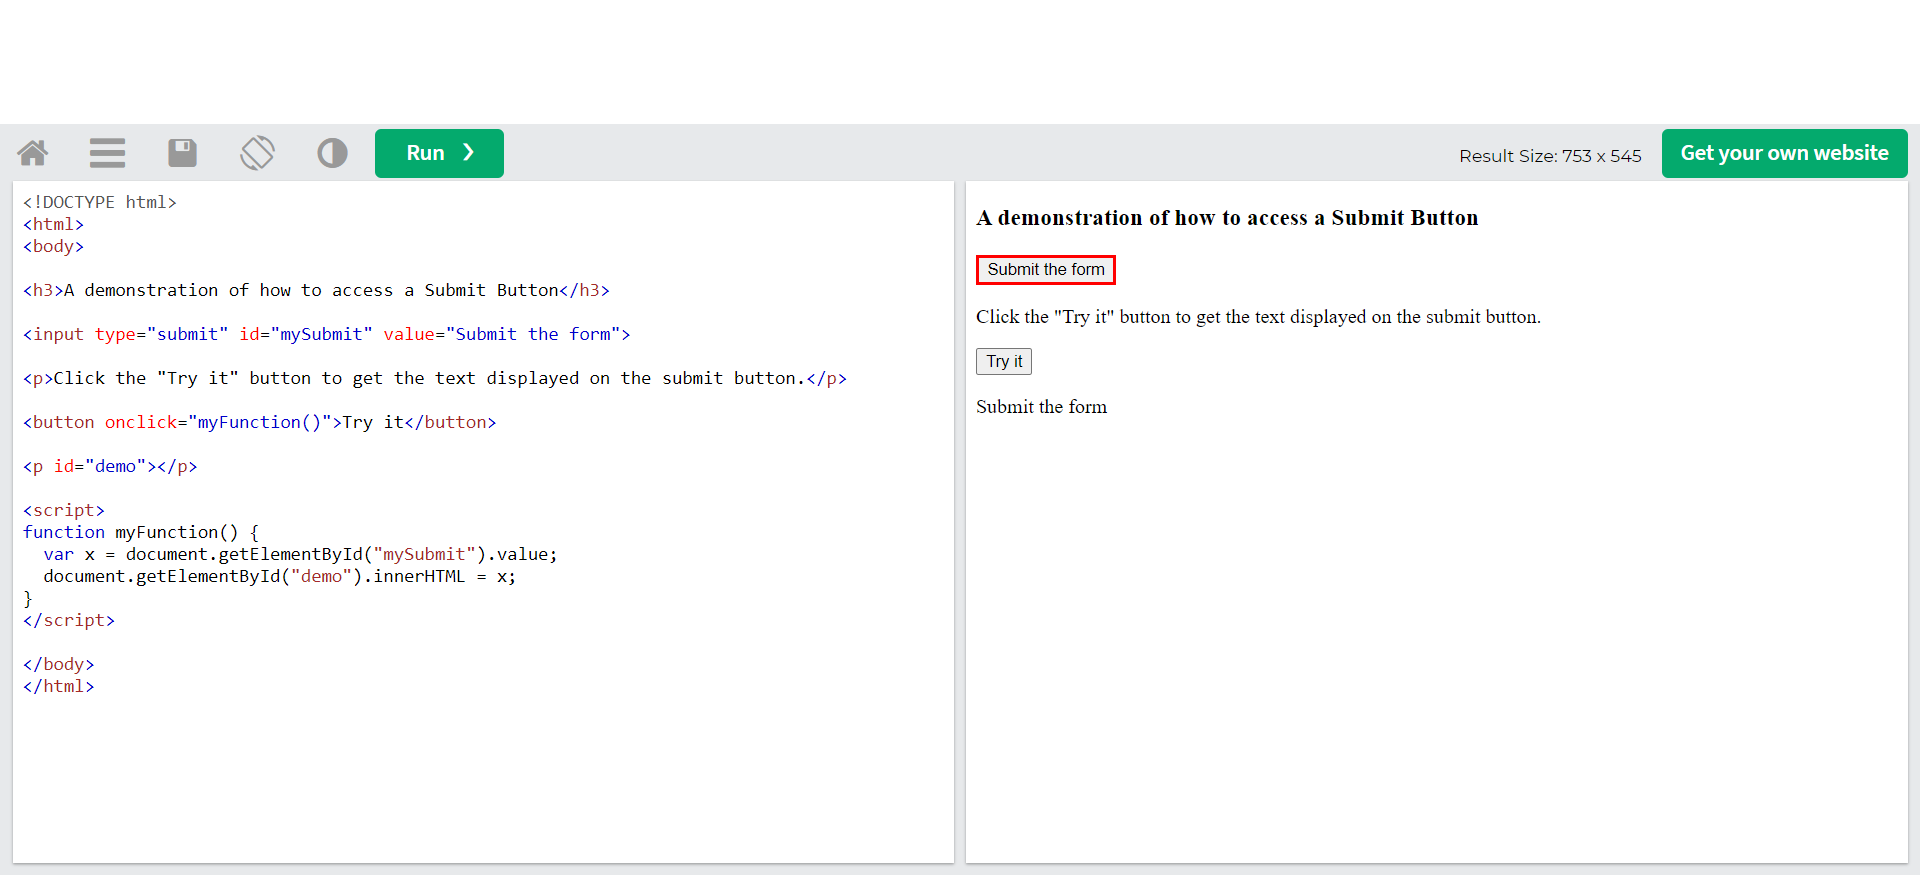 Run ❯
Result Size: 753 x 545
Get your own website
<!DOCTYPE html>
<html>
<body>
<h3>A demonstration of how to access a Submit Button</h3>
<input type="submit" id="mySubmit" value="Submit the form">
<p>Click the "Try it" button to get the text displayed on the submit button.</p>
<button onclick="myFunction()">Try it</button>
<p id="demo"></p>
<script>
function myFunction() {
  var x = document.getElementById("mySubmit").value;
  document.getElementById("demo").innerHTML = x;
}
</script>
</body>
</html>
A demonstration of how to access a Submit Button
Submit the form
Click the "Try it" button to get the text displayed on the submit button.
Try it
Submit the form